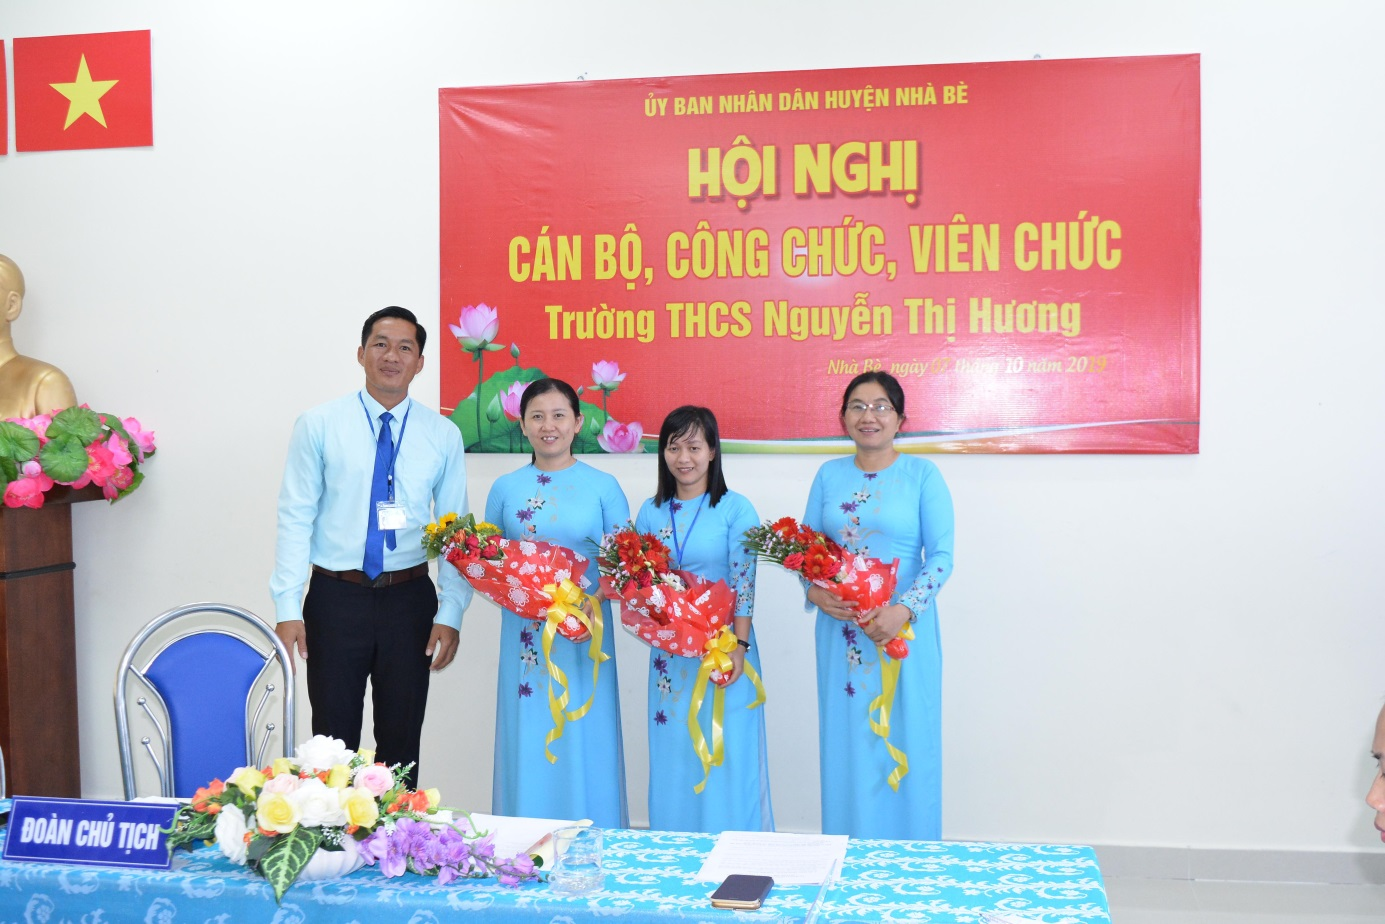 ỦY BAN NHÂN DÂN HUYỆN NHÀ BÈ
HỘI NGHỊ
CÁN BỘ, CÔNG CHỨC, VIÊN CHỨC
Trường THCS Nguyễn Thị Hương
Nhà Bè, ngày tháng 10 năm 2019
ĐOÀN CHỦ TỊCH